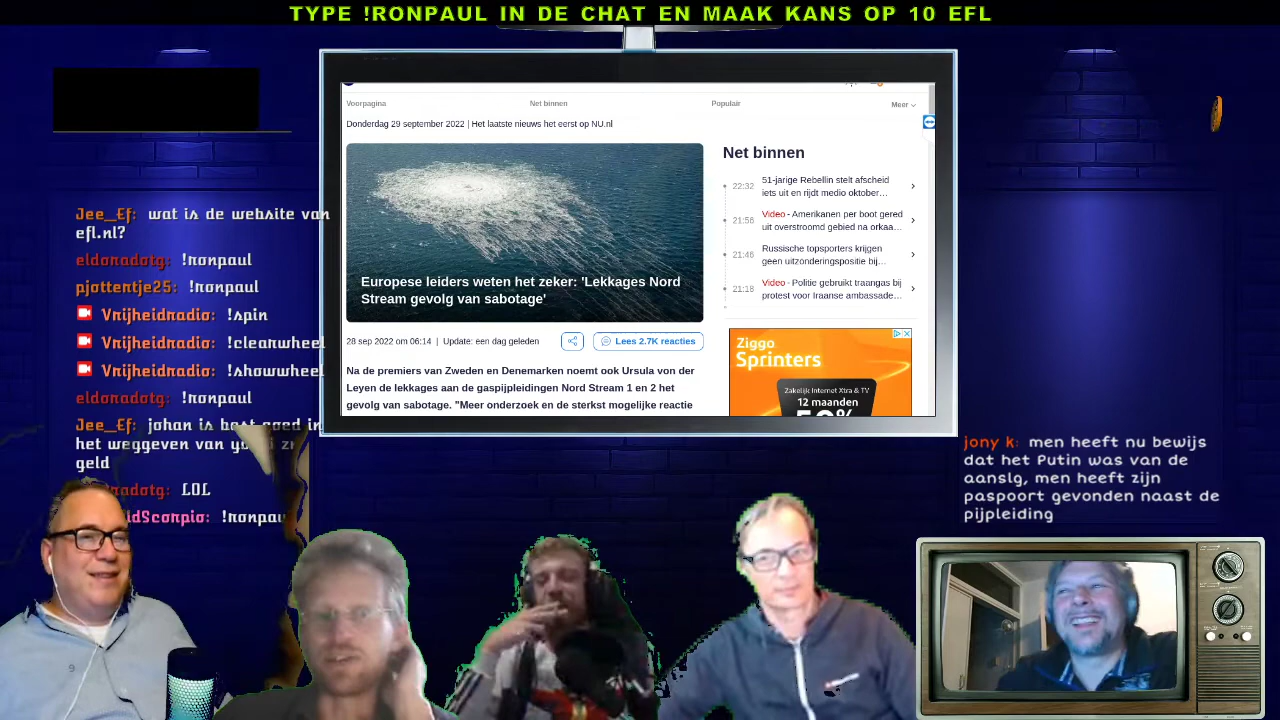 TYPE !RONPAUL IN DE CHAT EN MAAK KANS OP 10 EFL
Voorpagina
Net binnen
Populair
Meer
Donderdag 29 september 2022 | Het laatste nieuws het eerst op NU.nl
Europese leiders weten het zeker: 'Lekkages Nord
Stream gevolg van sabotage'
28 sep 2022 om 06:14 | Update: een dag geleden
Lees 2.7K reacties
Na de premiers van Zweden en Denemarken noemt ook Ursula von der
Leyen de lekkages aan de gaspijpleidingen Nord Stream 1 en 2 het
gevolg van sabotage. "Meer onderzoek en de sterkst mogelijke reactie
Net binnen
22:32 51-jarige Rebellin stelt afscheid
iets uit en rijdt medio oktober...
21:56 Video - Amerikanen per boot gered
uit overstroomd gebied na orkaa...
21:46 Russische topsporters krijgen
geen uitzonderingspositie bij...
21:18 Video - Politie gebruikt traangas bij
protest voor Iraanse ambassade...
Ziggo
Sprinters
Zakelijk Internet Xtra & TV
12 maanden
Jee_Ef: wat is de website van
efl.nl?
eldoradotg: !ronpaul
pjottentje25: !ronpaul
Vrijheidradio: !spin
Vrijheidradio: !clearwheel
Vrijheidradio: !showwheel
eldoradotg: !ronpaul
Jee_Ef: johan is best goed in
het weggeven van
geld
LOL
jony k: men heeft nu bewijs
dat het Putin was van de
aanslg, men heeft zijn
paspoort gevonden naast de
pijpleiding